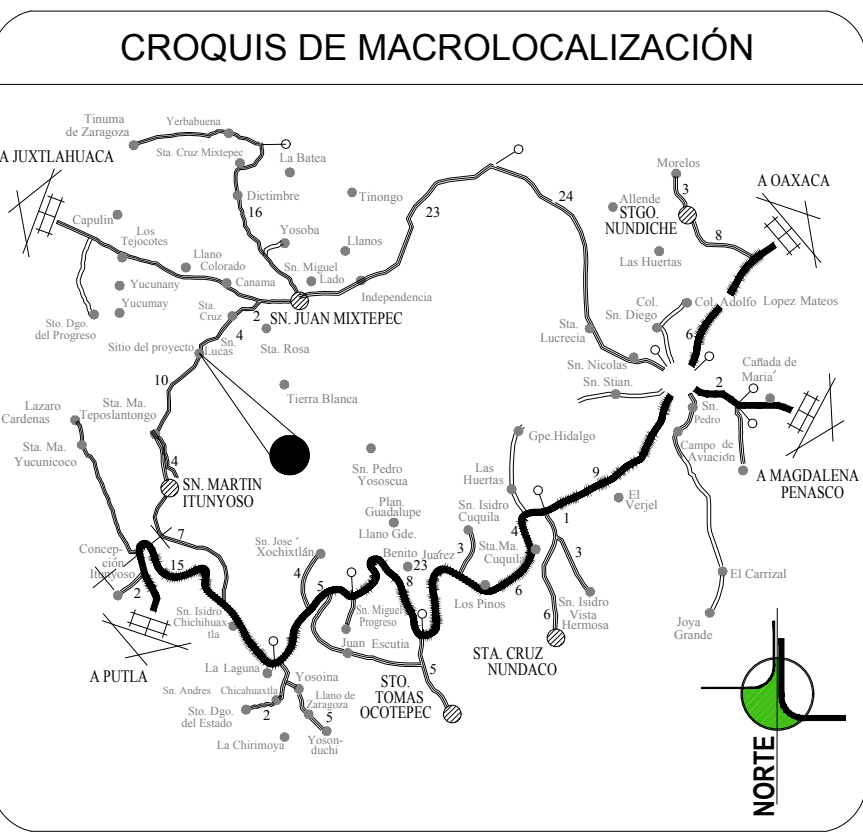 CROQUIS DE MACROLOCALIZACIÓN
Tinuma
de Zaragoza
Yerbabuena
A JUXTLAHUACA
Sta. Cruz Mixtepec
La Batea
Dictimbre
16
Tinongo
23
24
Morelos
3
A OAXACA
Allende
STGO.
NUNDICHE
8
Las Huertas
Capulin
Los
Tejocotes
Yosoba
Llanos
Llano
Colorado
Canama
Sn. Miguel
Lado
Independencia
Yucunany
Yucumay
Sto. Dgo.
del Progreso
Sta.
Cruz
2
SN. JUAN MIXTEPEC
4
Sn.
Lucas
Sitio del proyecto
Sta. Rosa
Col.
Sn. Diego
Col. Adolfo Lopez Mateos
6
Sta.
Lucrecia
Sn. Nicolas
Sn. Stian.
Cañada de
Maria´
2
Sn.
Pedro
Campo de
Aviación
A MAGDALENA
PENASCO
10
Tierra Blanca
Lazaro
Cardenas
Sta. Ma.
Teposlantongo
Sta. Ma.
Yucunicoco
4
SN. MARTIN
ITUNYOSO
Sn. Pedro
Yososcua
Gpe.Hidalgo
Las
Huertas
9
El
Verjel
Plan.
Guadalupe
Llano Gde.
Sn. Isidro
Cuquila
4
1
7
Concep-
ción
Itunyoso
15
2
Sn. Jose´
Xochixtlán
4
5
Benito Juárez
23
8
3
Sta.Ma.
Cuquila
Los Pinos
6
3
6
Sn. Isidro
Vista
Hermosa
El Carrizal
Joya
Grande
Sn. Isidro
Chichihuax-
tla
Sn. Miguel
Progreso
Juan Escutia
STA. CRUZ
NUNDACO
A PUTLA
La Laguna
Yosoina
Sn. Andres Chicahuaxtla
Llano de
Zaragoza
Sto. Dgo.
del Estado
2
5
STO.
TOMAS
OCOTEPEC
5
La Chirimoya
Yoson-
duchi
NORTE